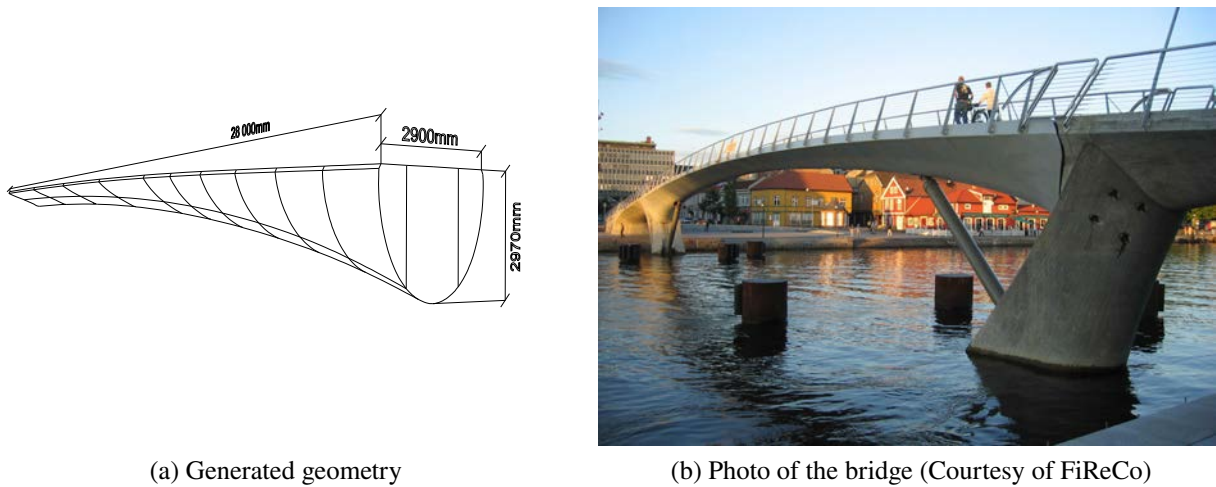 28 000mm
2900mm
2970mm
(a) Generated geometry
(b) Photo of the bridge (Courtesy of FiReCo)